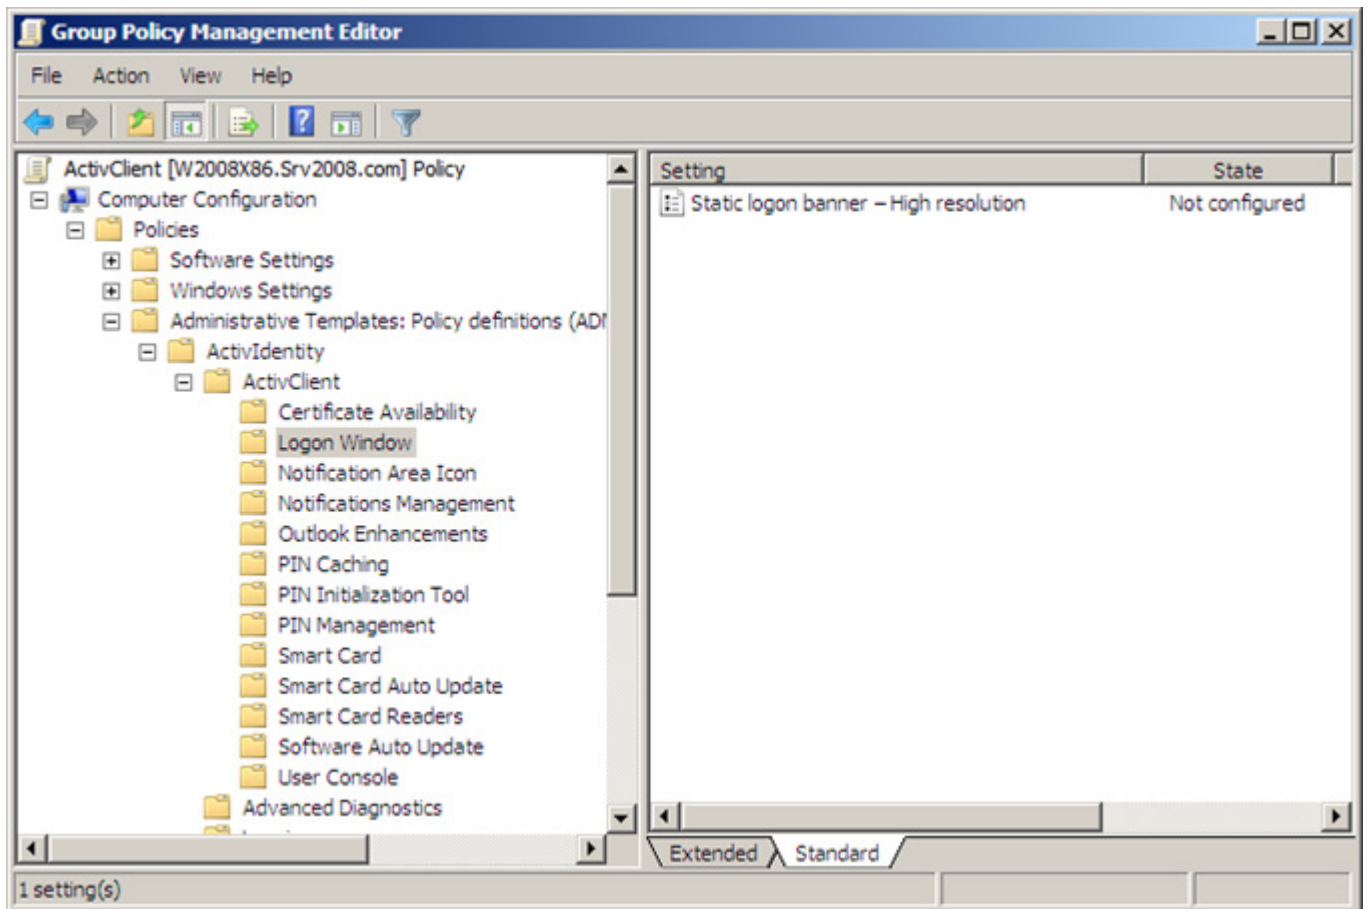 Group Policy Management Editor
File Action View Help
ActivClient [W2008X86.Srv2008.com] Policy
Computer Configuration
Policies
Software Settings
Windows Settings
Administrative Templates: Policy definitions (ADM
ActivIdentity
ActivClient
Certificate Availability
Logon Window
Notification Area Icon
Notifications Management
Outlook Enhancements
PIN Caching
PIN Initialization Tool
PIN Management
Smart Card
Smart Card Auto Update
Smart Card Readers
Software Auto Update
User Console
Advanced Diagnostics
Setting State
Static logon banner – High resolution Not configured
Extended Standard
1 setting(s)